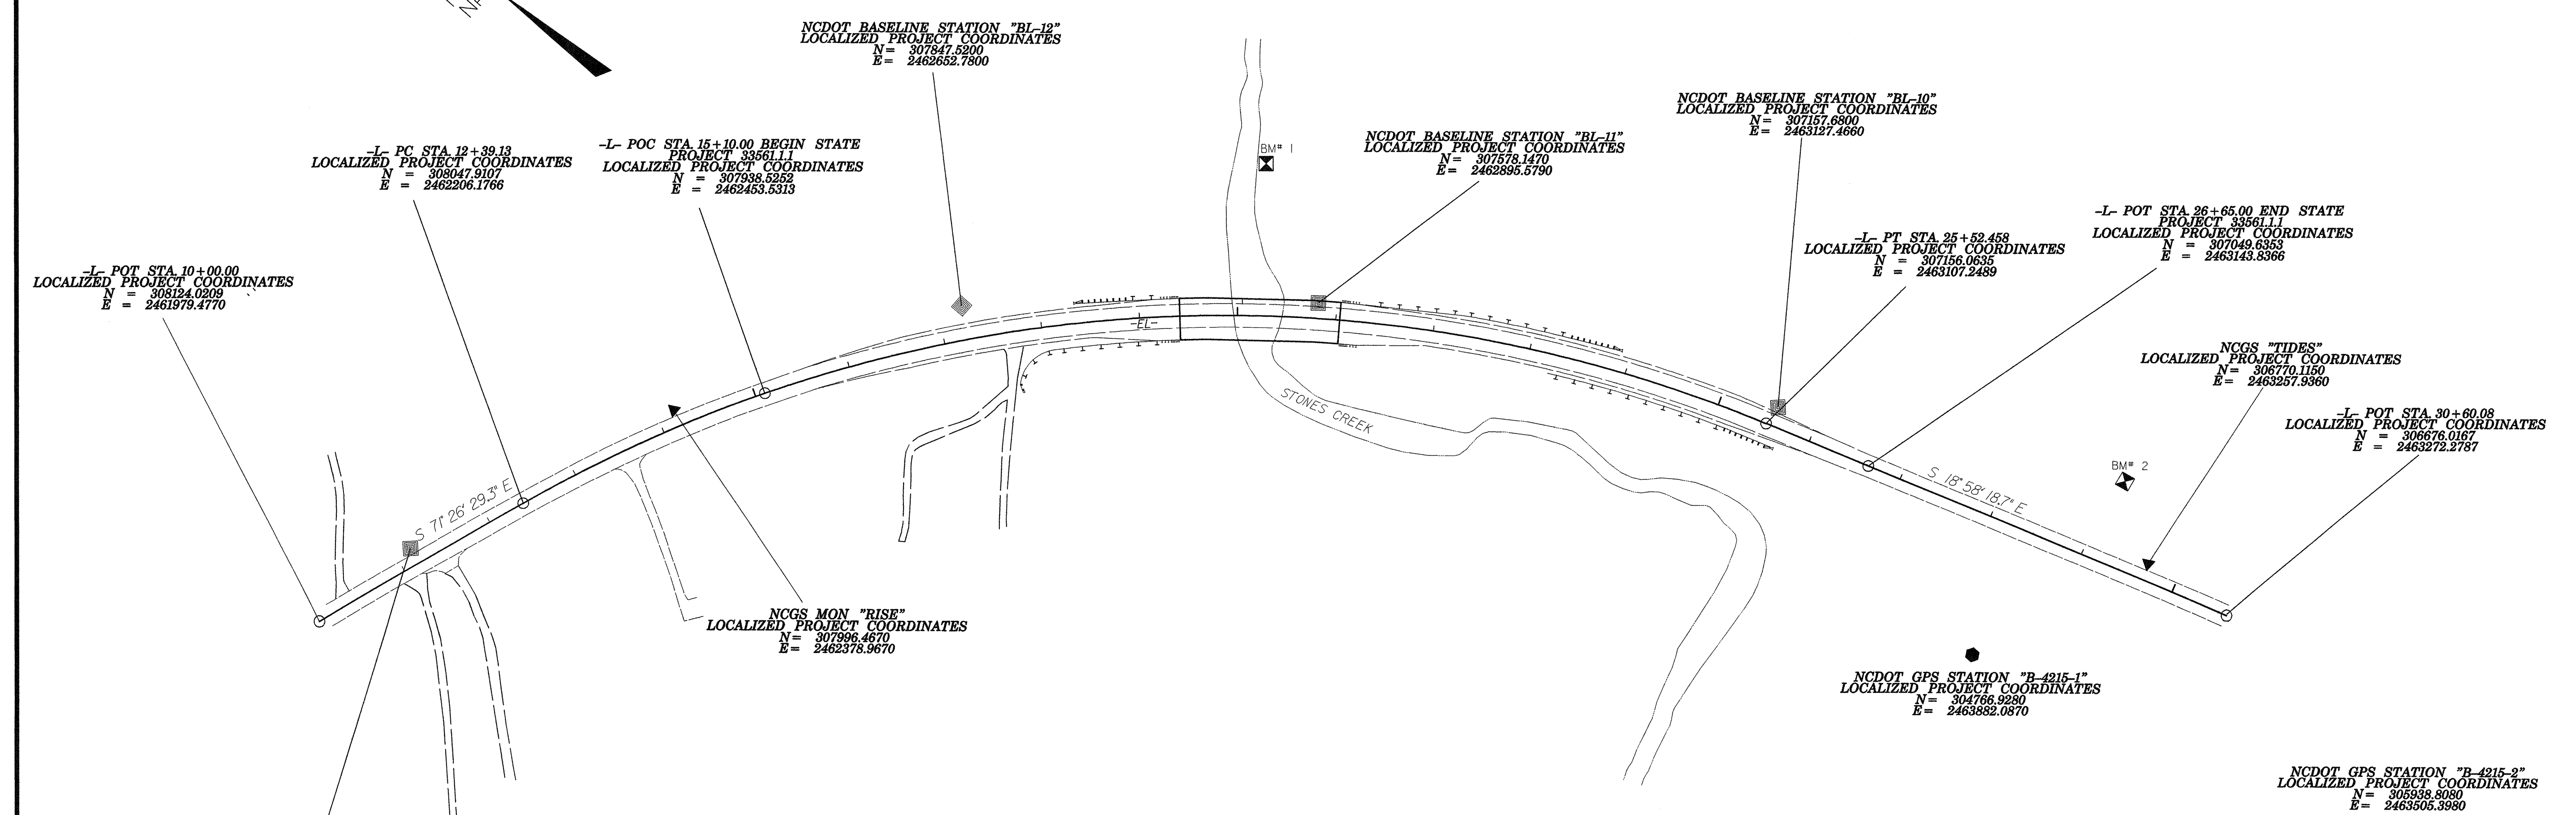 NCDOT BASELINE STATION "BL-12"
LOCALIZED PROJECT COORDINATES
N= 307847.5200
E= 2462652.7800
NCDOT BASELINE STATION "BL-10"
LOCALIZED PROJECT COORDINATES
N= 307157.6800
E= 2463127.4660
NCDOT BASELINE STATION "BL-11"
LOCALIZED PROJECT COORDINATES
N= 307578.1470
E= 2462895.5790
BM# 1
-L- PC STA. 12+39.13
LOCALIZED PROJECT COORDINATES
N = 308047.9107
E = 2462206.1766
-L- POC STA. 15+10.00 BEGIN STATE
PROJECT 33561.1.1
LOCALIZED PROJECT COORDINATES
N = 307938.5252
E = 2462453.5313
-L- POT STA. 26+65.00 END STATE
PROJECT 33561.1.1
LOCALIZED PROJECT COORDINATES
N = 307049.6353
E = 2463143.8366
-L- PT STA. 25+52.458
LOCALIZED PROJECT COORDINATES
N = 307156.0635
E = 2463107.2489
-L- POT STA. 10+00.00
LOCALIZED PROJECT COORDINATES
N = 308124.0209
E = 2461979.4770
-EL-
NCGS "TIDES"
LOCALIZED PROJECT COORDINATES
N= 306770.1150
E= 2463257.9360
STONES CREEK
-L- POT STA. 30+60.08
LOCALIZED PROJECT COORDINATES
N = 306676.0167
E = 2463272.2787
BM# 2
S 18°58'18.7" E
S 71°26'29.3" E
NCGS MON "RISE"
LOCALIZED PROJECT COORDINATES
N= 307996.4670
E= 2462378.9670
NCDOT GPS STATION "B-4215-1"
LOCALIZED PROJECT COORDINATES
N= 304766.9280
E= 2463882.0870
NCDOT GPS STATION "B-4215-2"
LOCALIZED PROJECT COORDINATES
N= 305938.8080
E= 2463505.3980